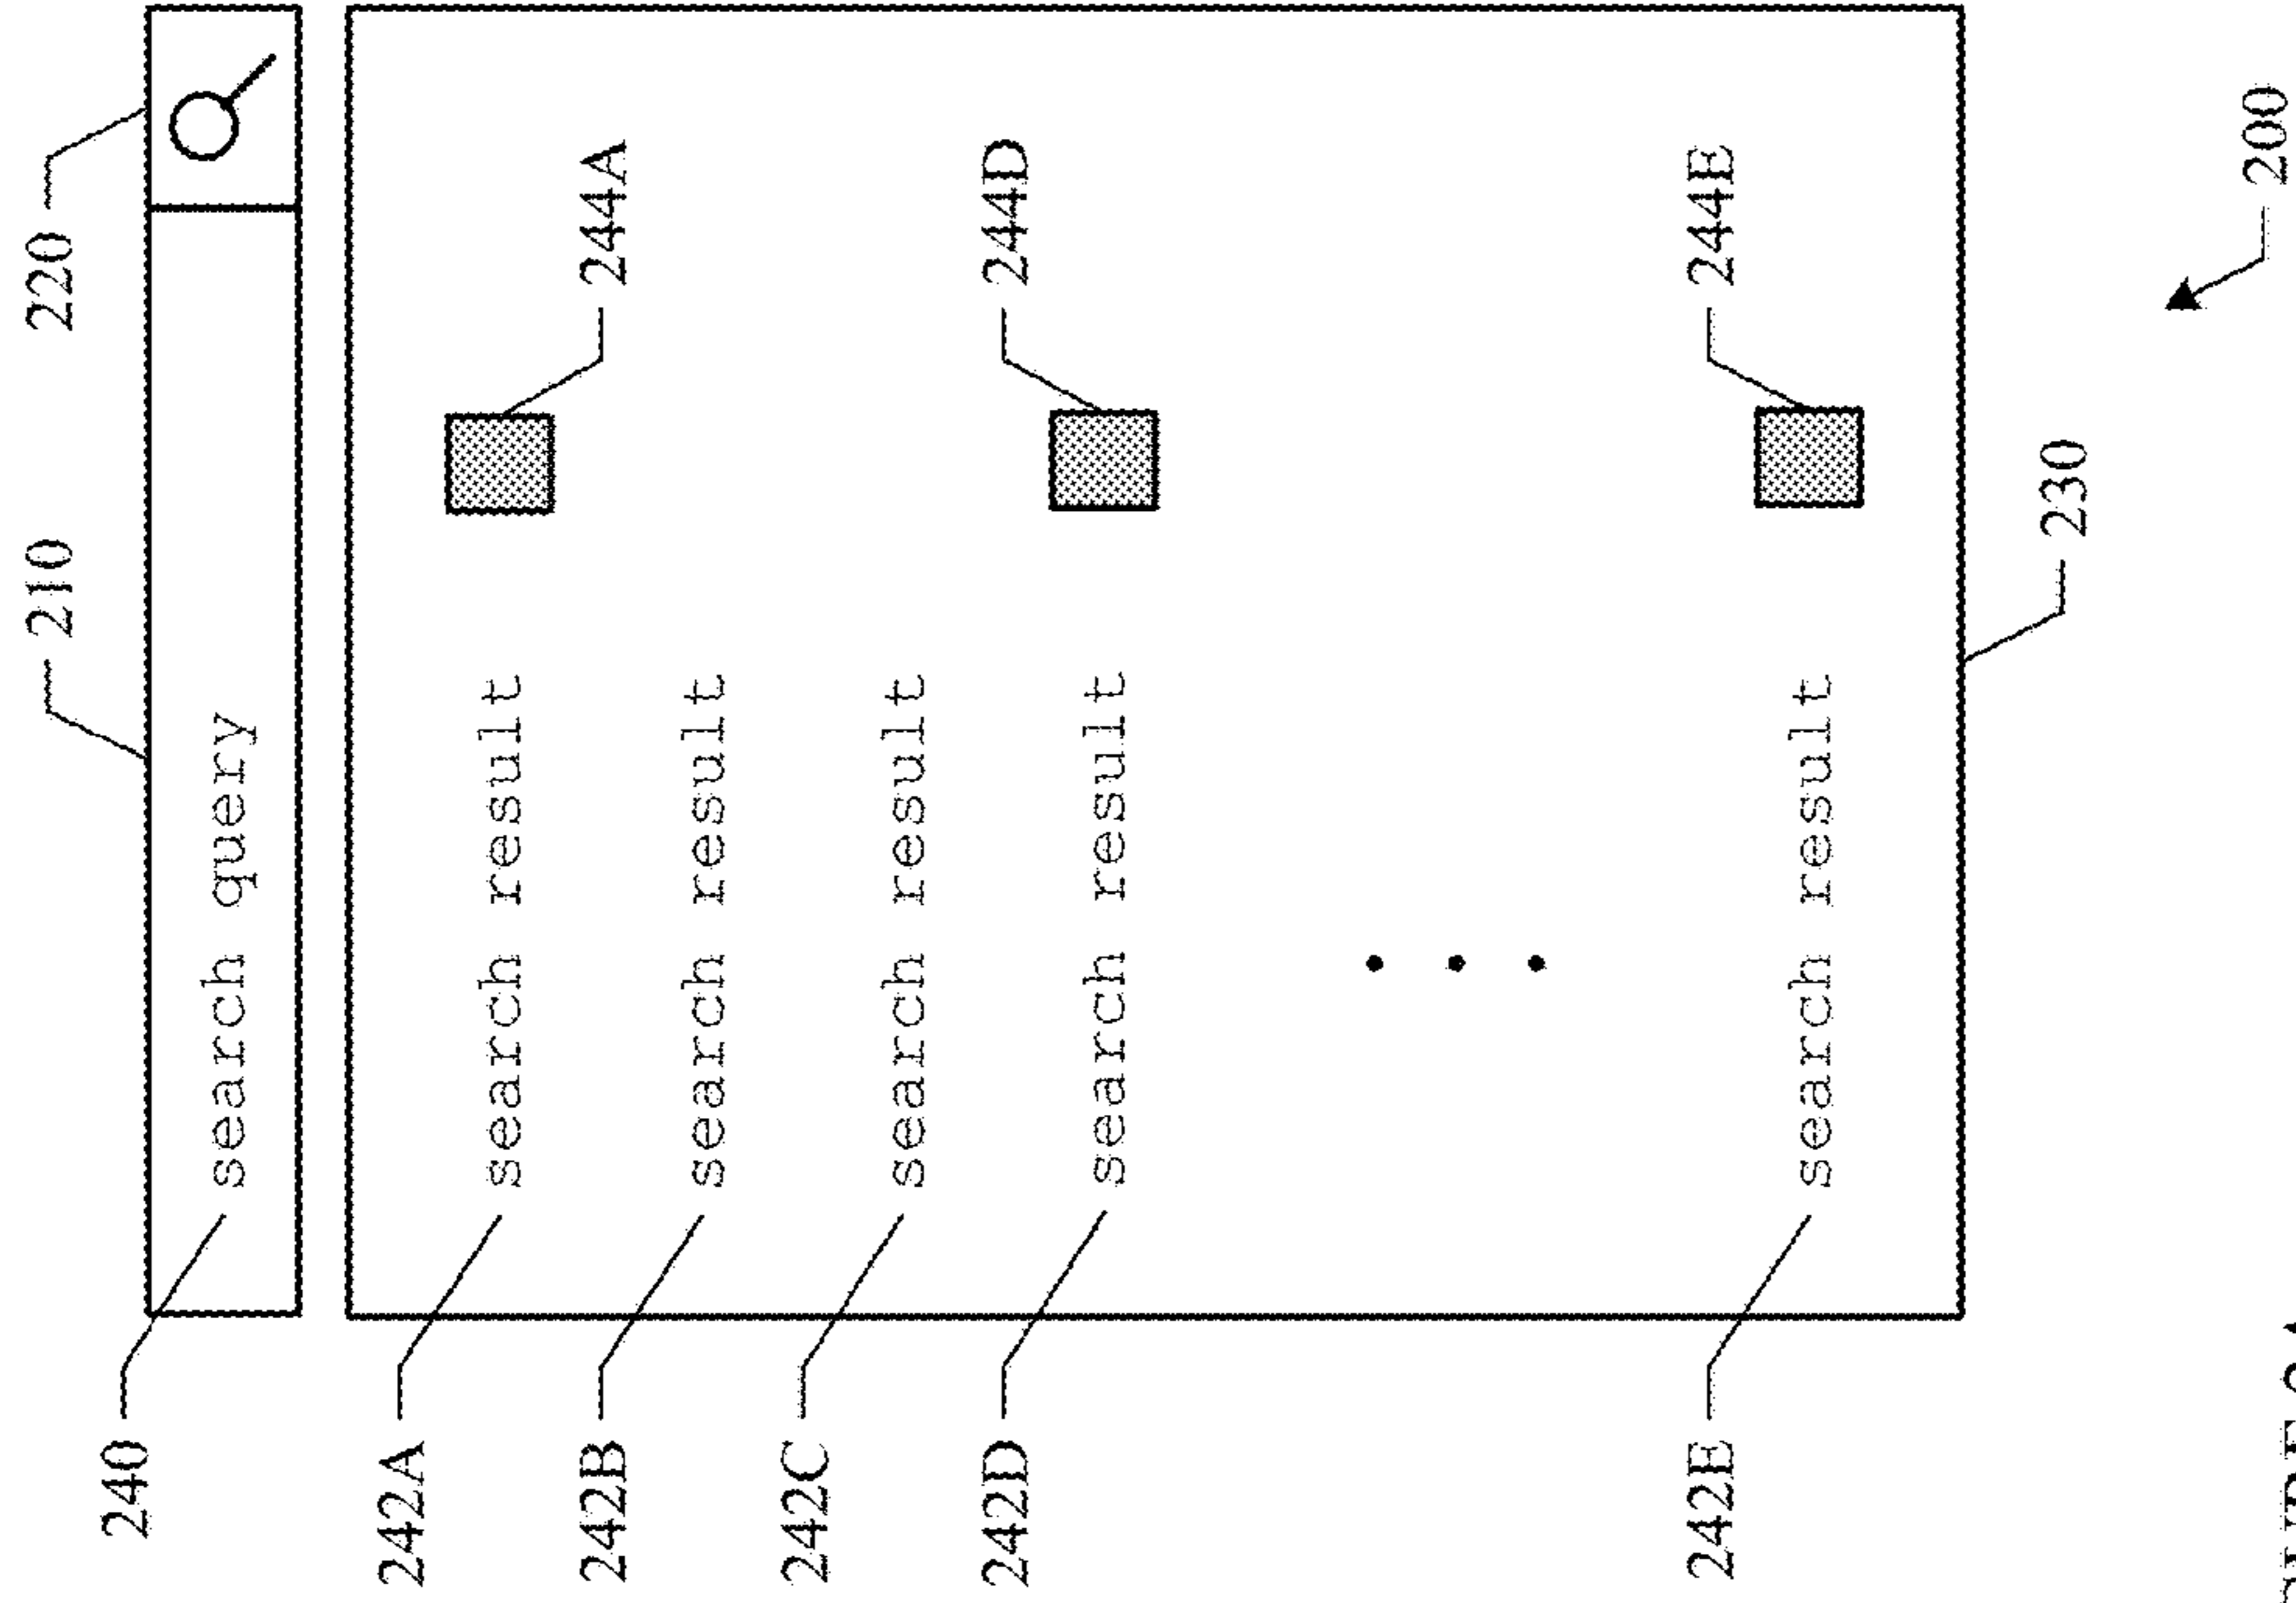 210
220
240
search query
242A
search result
244A
242B
search result
242C
search result
242D
search result
244D
242E
search result
244E
230
200